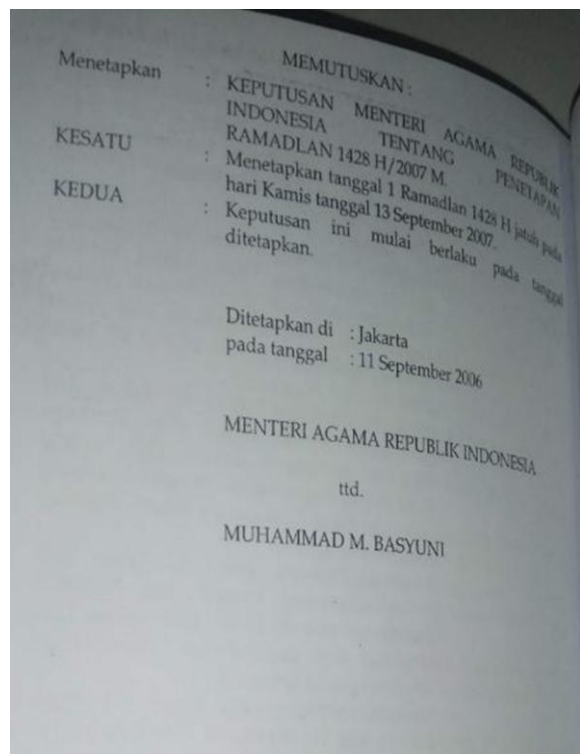 MEMUTUSKAN :
Menetapkan : KEPUTUSAN MENTERI AGAMA REPUBLIK
INDONESIA TENTANG PENETAPAN
RAMADLAN 1428 H/2007 M.
KESATU : Menetapkan tanggal 1 Ramadlan 1428 H jatuh pada
hari Kamis tanggal 13 September 2007.
KEDUA : Keputusan ini mulai berlaku pada tanggal
ditetapkan.
Ditetapkan di : Jakarta
pada tanggal : 11 September 2006
MENTERI AGAMA REPUBLIK INDONESIA
ttd.
MUHAMMAD M. BASYUNI